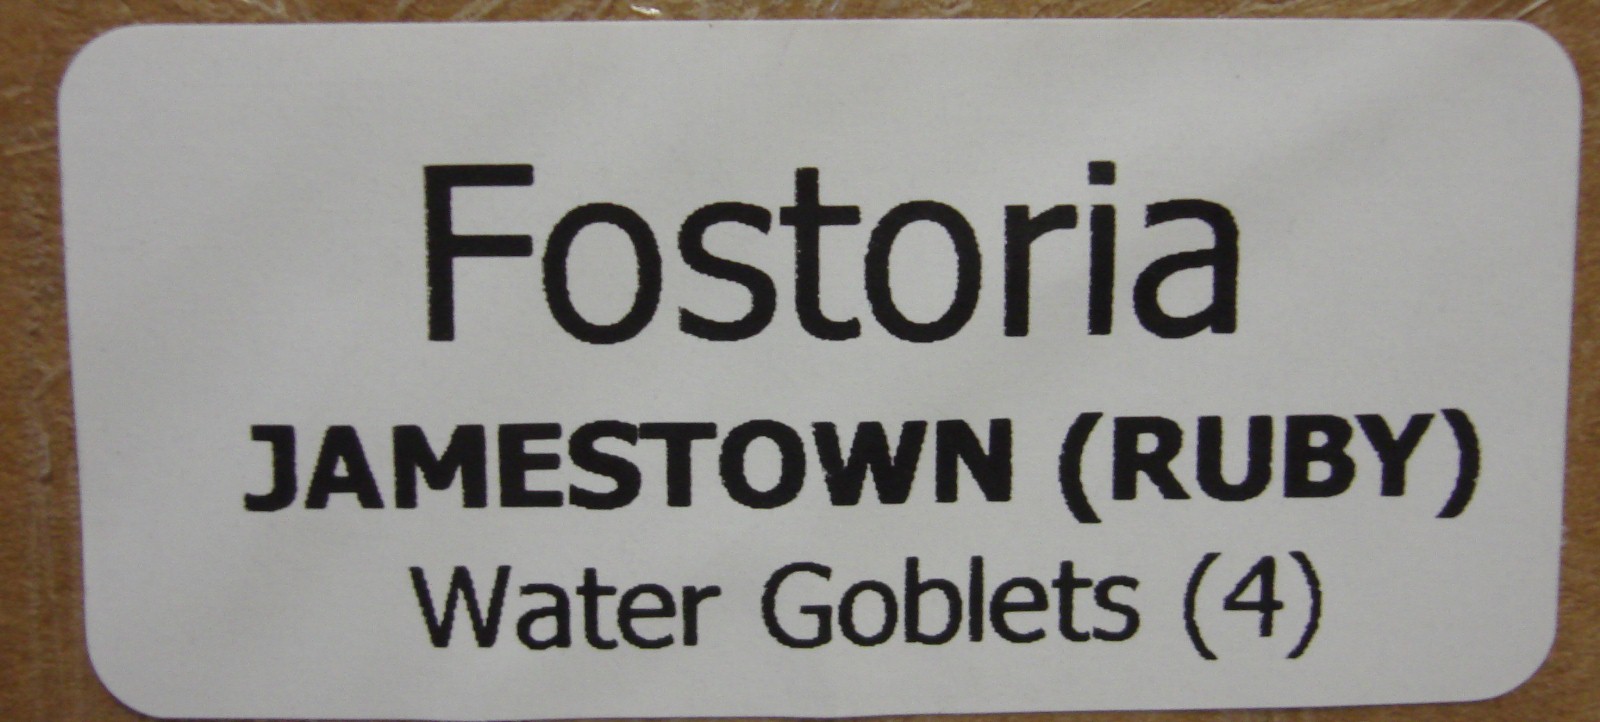 Fostoria
JAMESTOWN (RUBY)
Water Goblets (4)